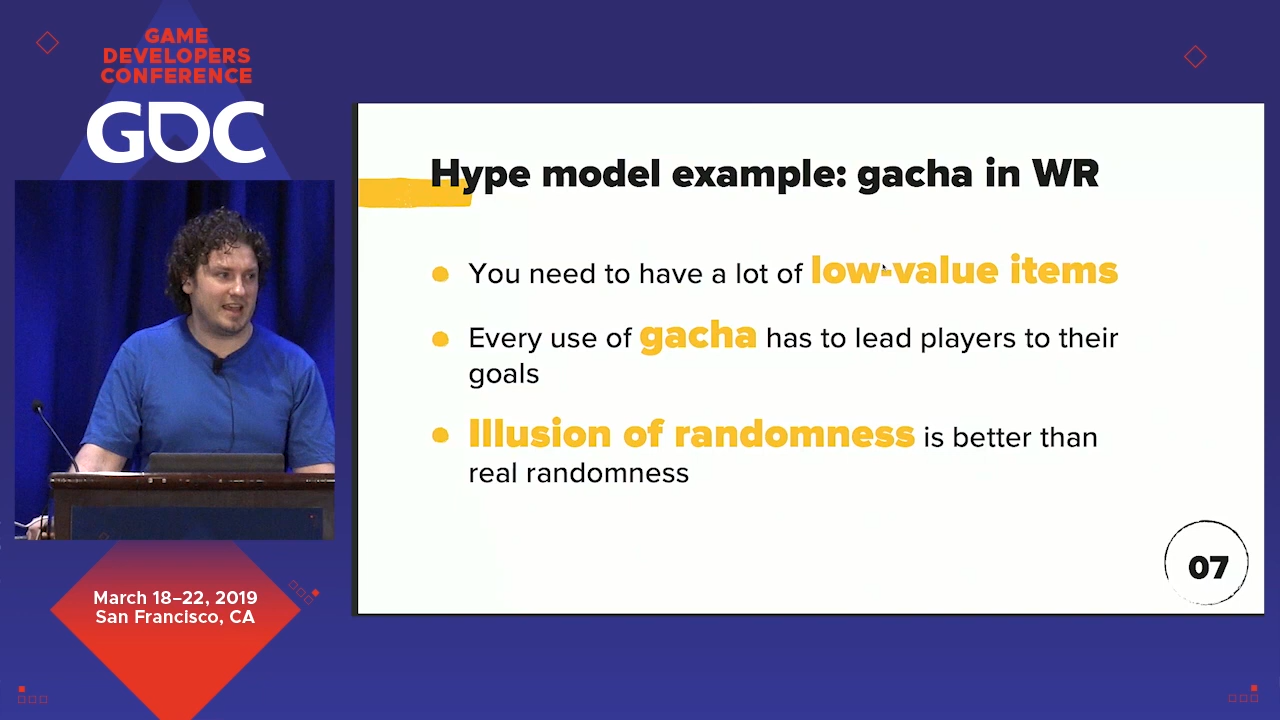 GAME
DEVELOPERS
CONFERENCE
GDC
March 18–22, 2019
San Francisco, CA
Hype model example: gacha in WR
You need to have a lot of low-value items
Every use of gacha has to lead players to their
goals
Illusion of randomness is better than
real randomness
07